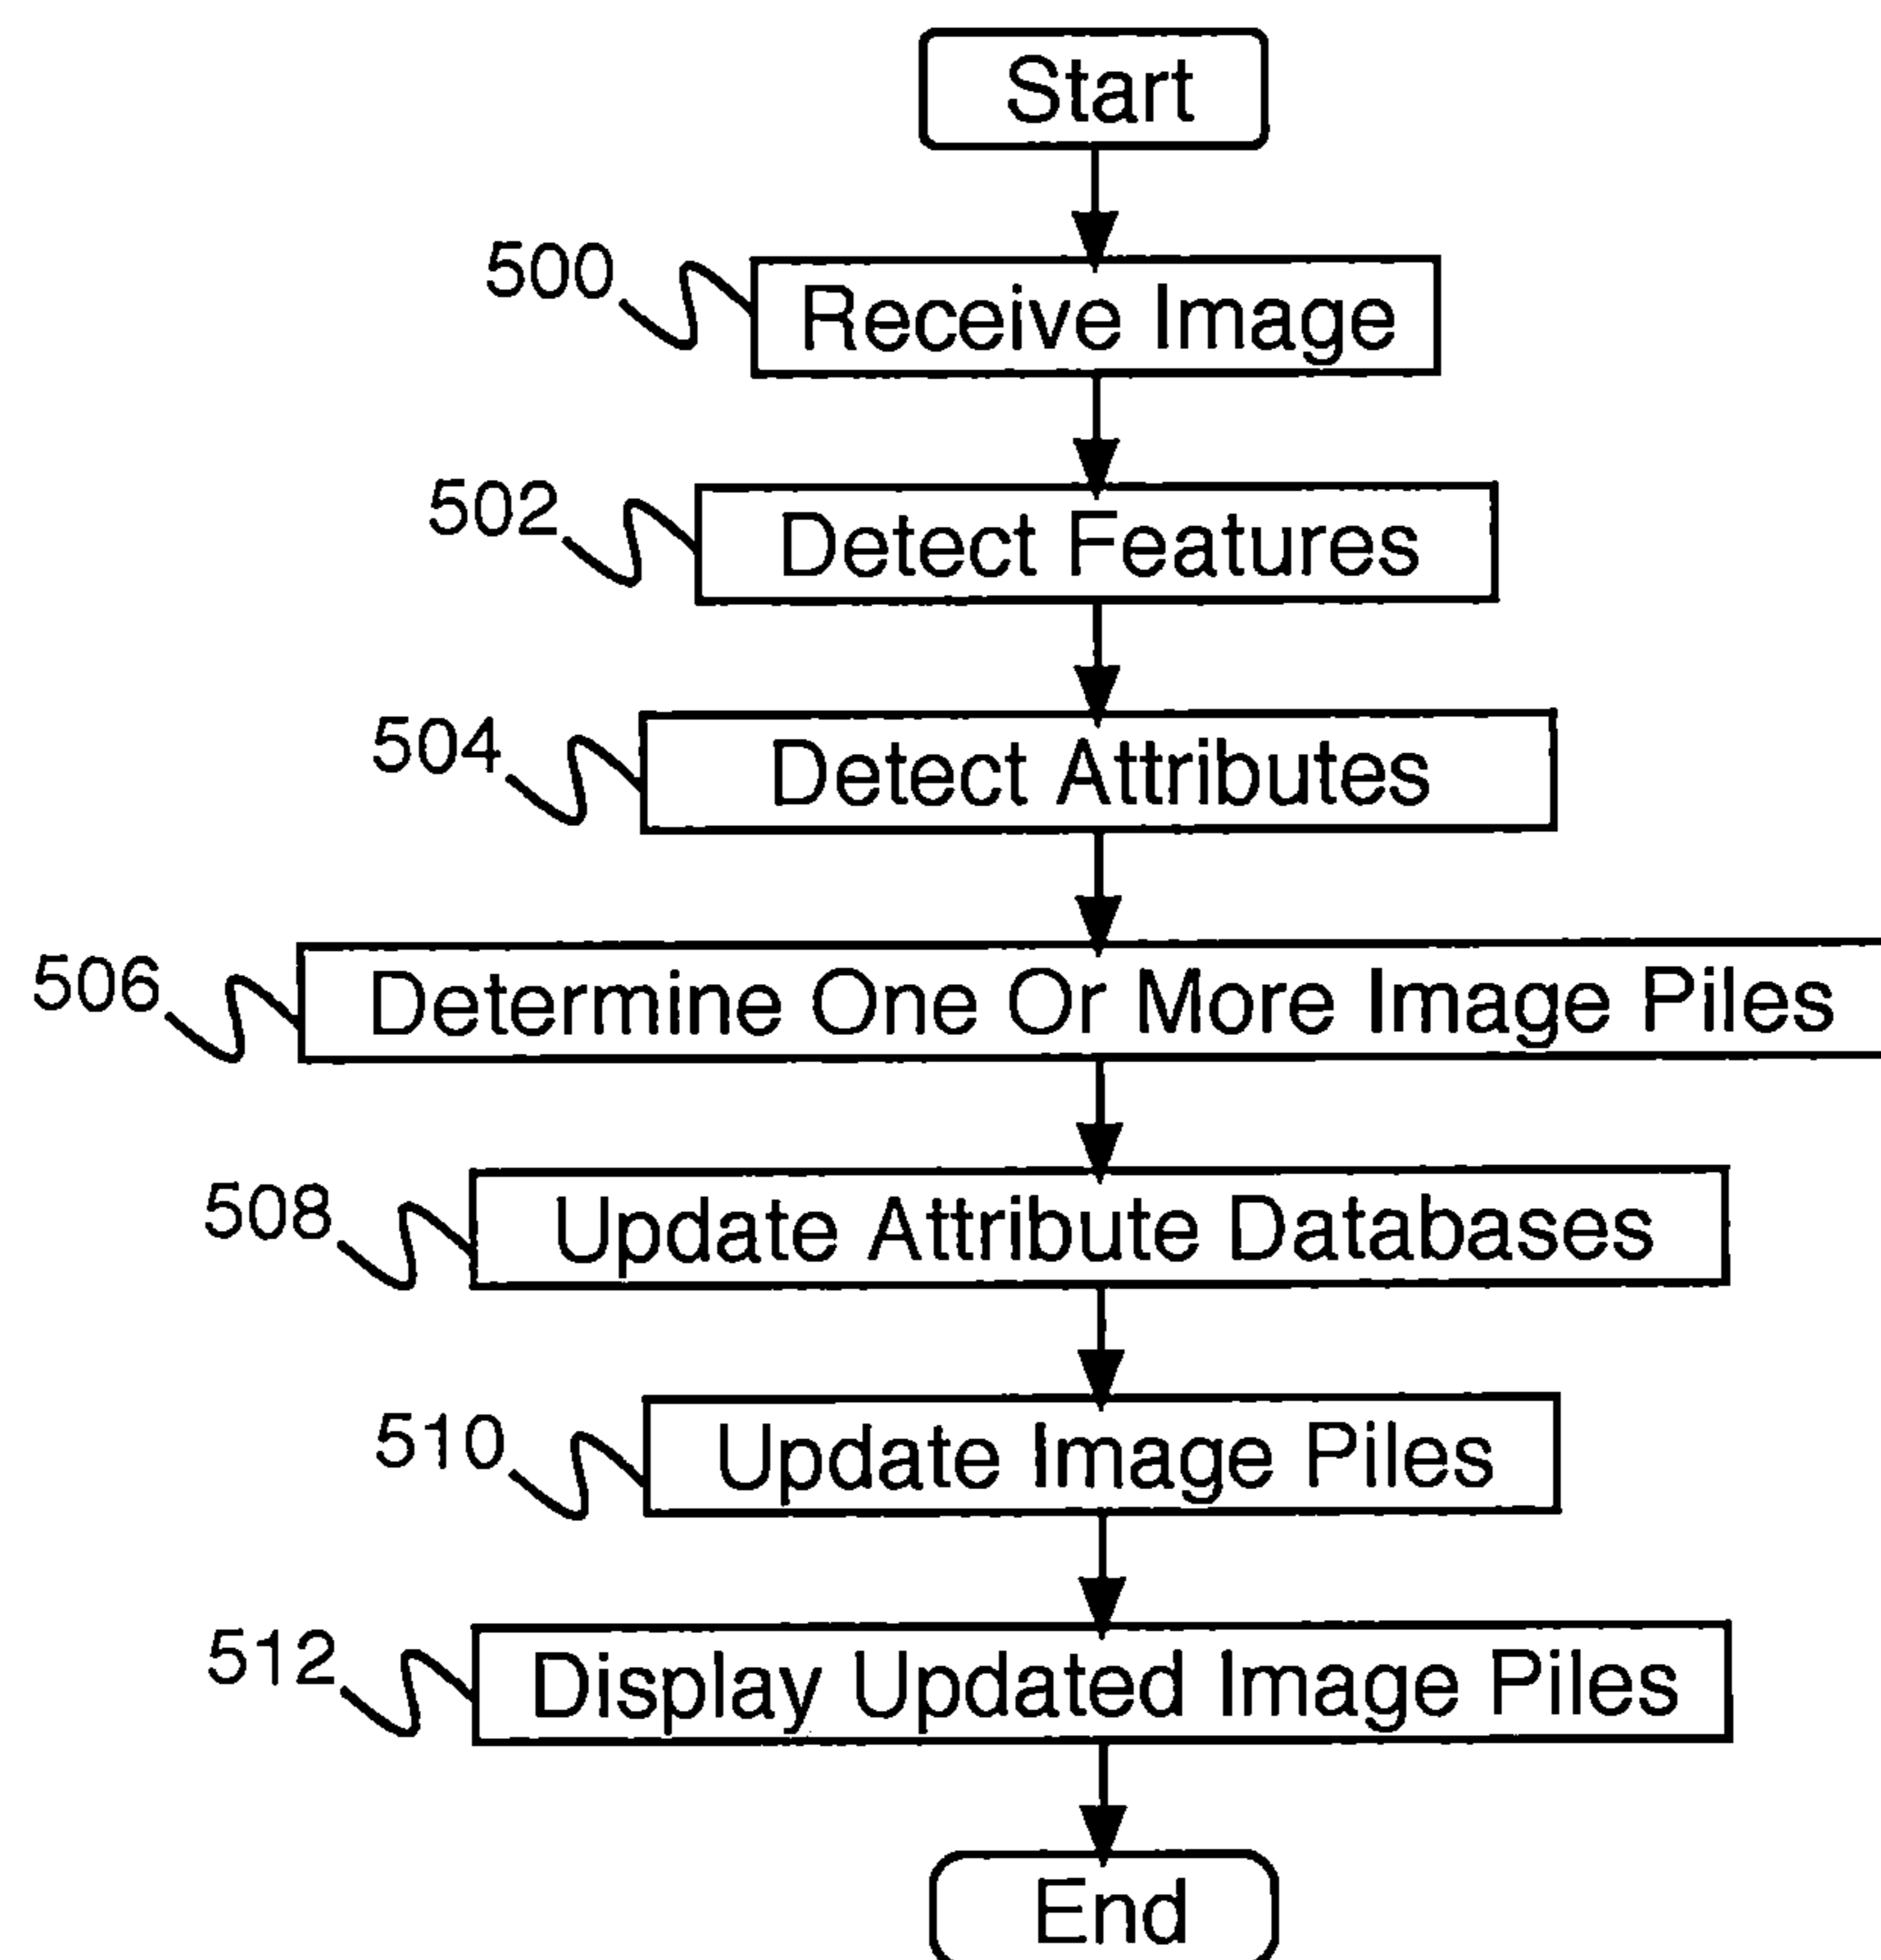 Start
500
Receive Image
502
Detect Features
504
Detect Attributes
506
Determine One Or More Image Piles
508
Update Attribute Databases
510
Update Image Piles
512
Display Updated Image Piles
End